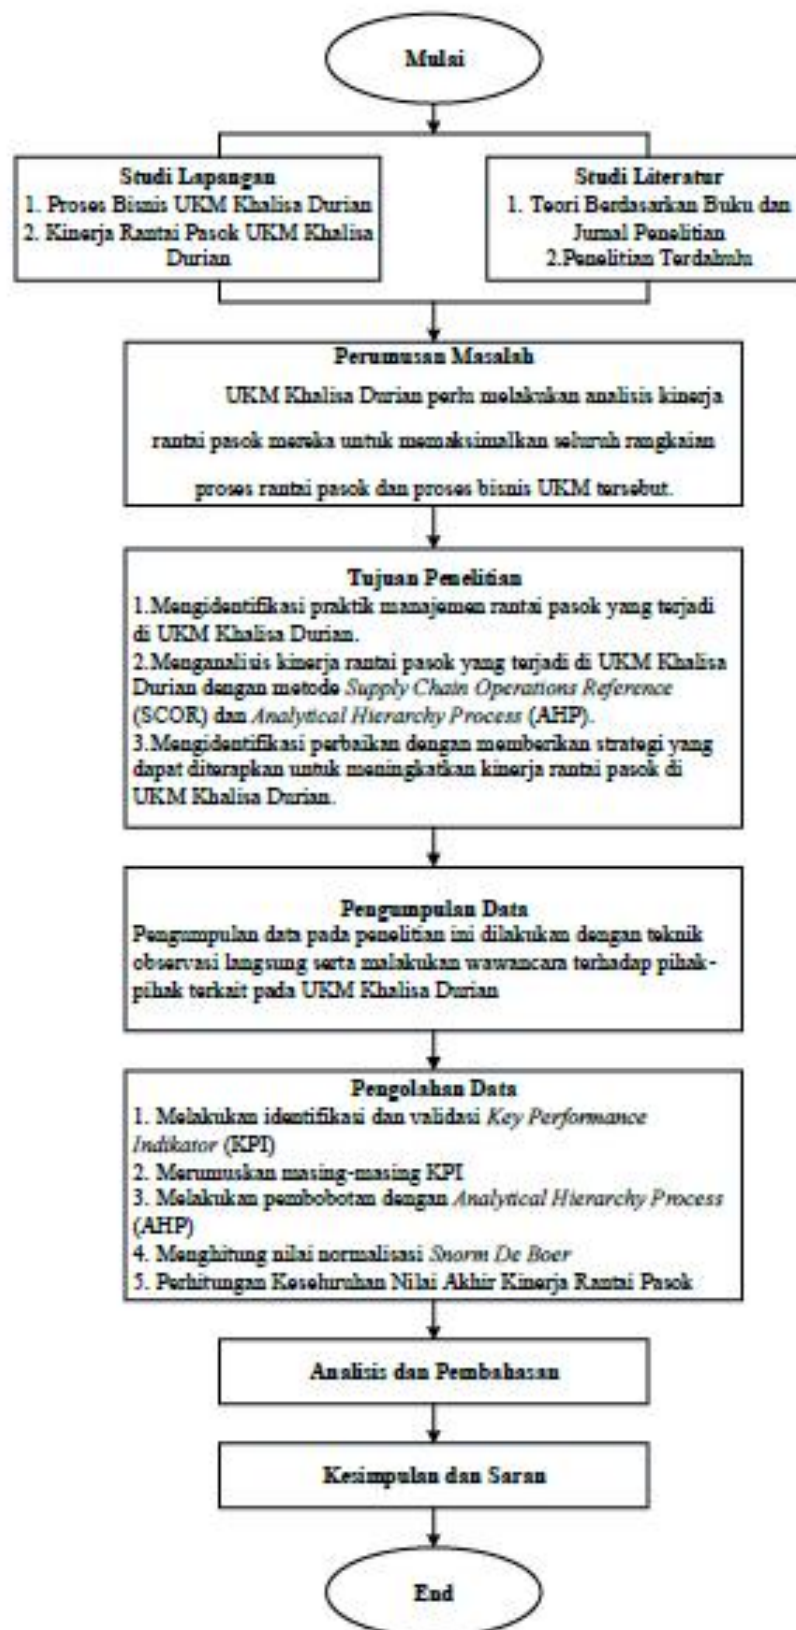 Mulai
Studi Lapangan
1. Proses Bisnis UKM Khalisa Durian
2. Kinerja Rantai Pasok UKM Khalisa
Durian
Studi Literatur
1. Teori Berdasarkan Buku dan
Jurnal Penelitian
2.Penelitian Terdahulu
Perumusan Masalah
UKM Khalisa Durian perlu melakukan analisis kinerja
rantai pasok mereka untuk memaksimalkan seluruh rangkaian
proses rantai pasok dan proses bisnis UKM tersebut.
Tujuan Penelitian
1.Mengidentifikasi praktik manajemen rantai pasok yang terjadi
di UKM Khalisa Durian.
2.Menganalisis kinerja rantai pasok yang terjadi di UKM Khalisa
Durian dengan metode Supply Chain Operations Reference
(SCOR) dan Analytical Hierarchy Process (AHP).
3.Mengidentifikasi perbaikan dengan memberikan strategi yang
dapat diterapkan untuk meningkatkan kinerja rantai pasok di
UKM Khalisa Durian.
Pengumpulan Data
Pengumpulan data pada penelitian ini dilakukan dengan teknik
observasi langsung serta malakukan wawancara terhadap pihak-
pihak terkait pada UKM Khalisa Durian
Pengolahan Data
1. Melakukan identifikasi dan validasi Key Performance
Indikator (KPI)
2. Merumuskan masing-masing KPI
3. Melakukan pembobotan dengan Analytical Hierarchy Process
(AHP)
4. Menghitung nilai normalisasi Snorm De Boer
5. Perhitungan Keseluruhan Nilai Akhir Kinerja Rantai Pasok
Analisis dan Pembahasan
Kesimpulan dan Saran
End